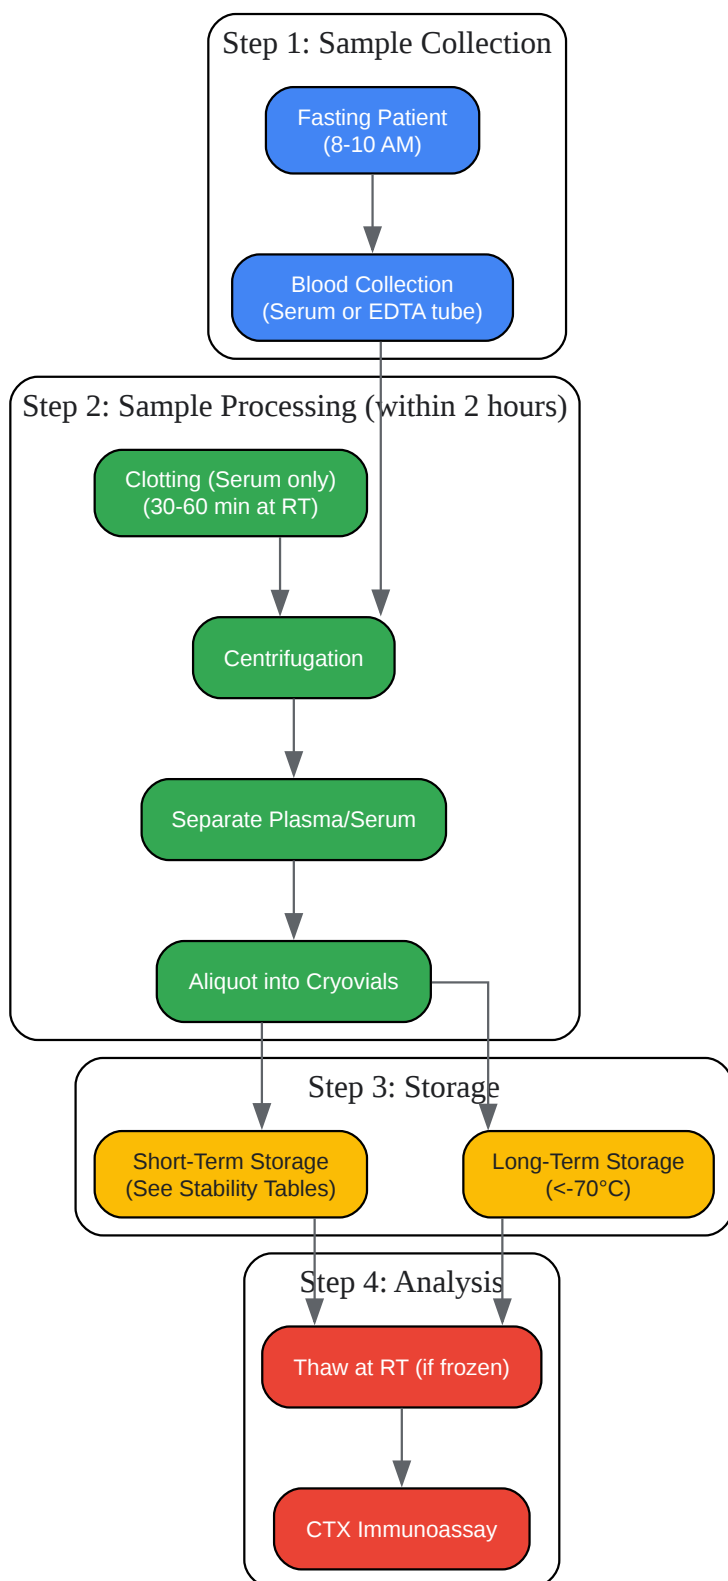 Step 1: Sample Collection
Fasting Patient
(8-10 AM)
Blood Collection
(Serum or EDTA tube)
Step 2: Sample Processing (within 2 hours)
Clotting (Serum only)
(30-60 min at RT)
Centrifugation
Separate Plasma/Serum
Aliquot into Cryovials
Step 3: Storage
Short-Term Storage
(See Stability Tables)
Long-Term Storage
(<-70°C)
Step 4: Analysis
Thaw at RT (if frozen)
CTX Immunoassay